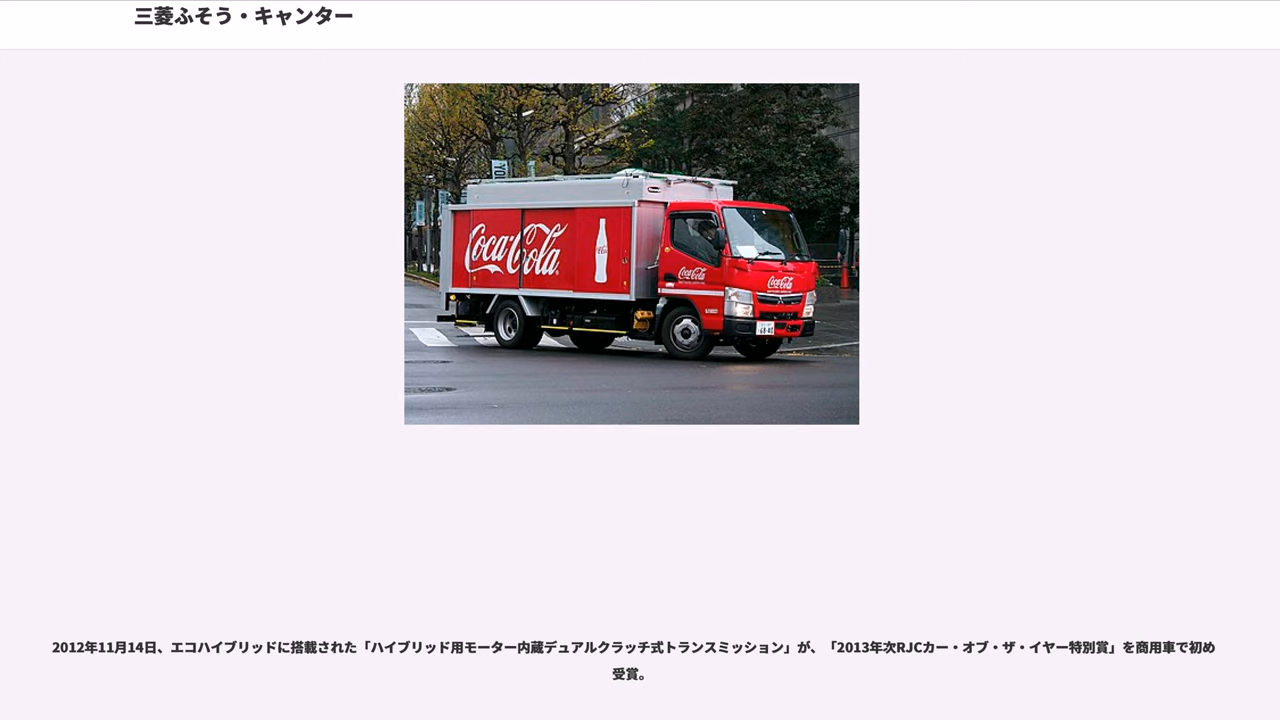 三菱ふそう・キャンター
Coca-Cola
Coca-Cola
Coca-Cola
2012年11月14日、エコハイブリッドに搭載された「ハイブリッド用モーター内蔵デュアルクラッチ式トランスミッション」が、「2013年次RJCカー・オブ・ザ・イヤー特別賞」を商用車で初め
受賞。